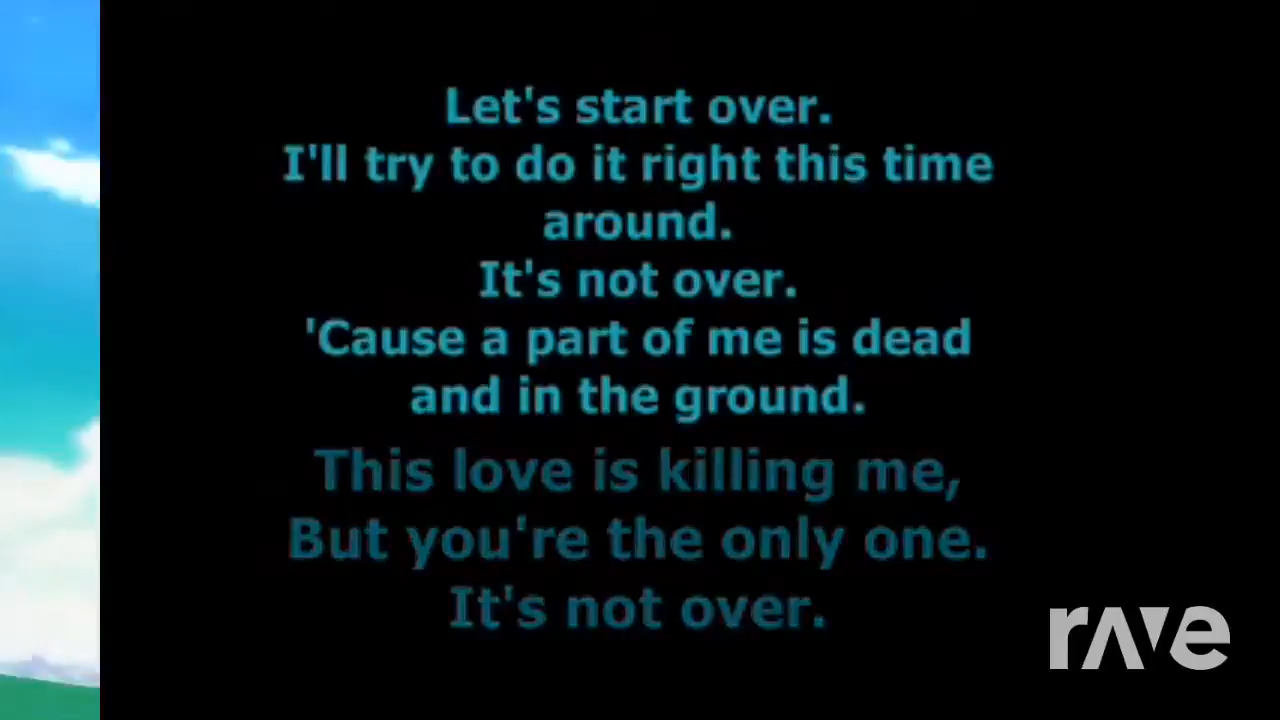 Let's start over.
I'll try to do it right this time
around.
It's not over.
'Cause a part of me is dead
and in the ground.
This love is killing me,
But you're the only one.
It's not over.
rave